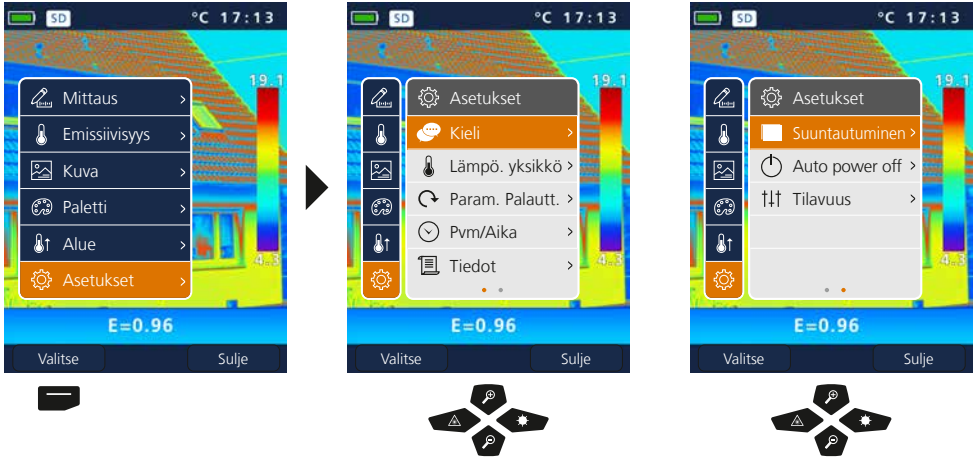 SD °C 17:13
19.1
Mittaus
Emissiivisyys
Kuva
Paletti
Alue
Asetukset
4.3
E=0.96
Valitse Sulje
SD °C 17:13
19.1
Asetukset
Kieli
Lämpö. yksikkö
Param. Palautt.
Pvm/Aika
Tiedot
4.3
E=0.96
Valitse Sulje
SD °C 17:13
19.1
Asetukset
Suuntautuminen
Auto power off
Tilavuus
4.3
E=0.96
Valitse Sulje